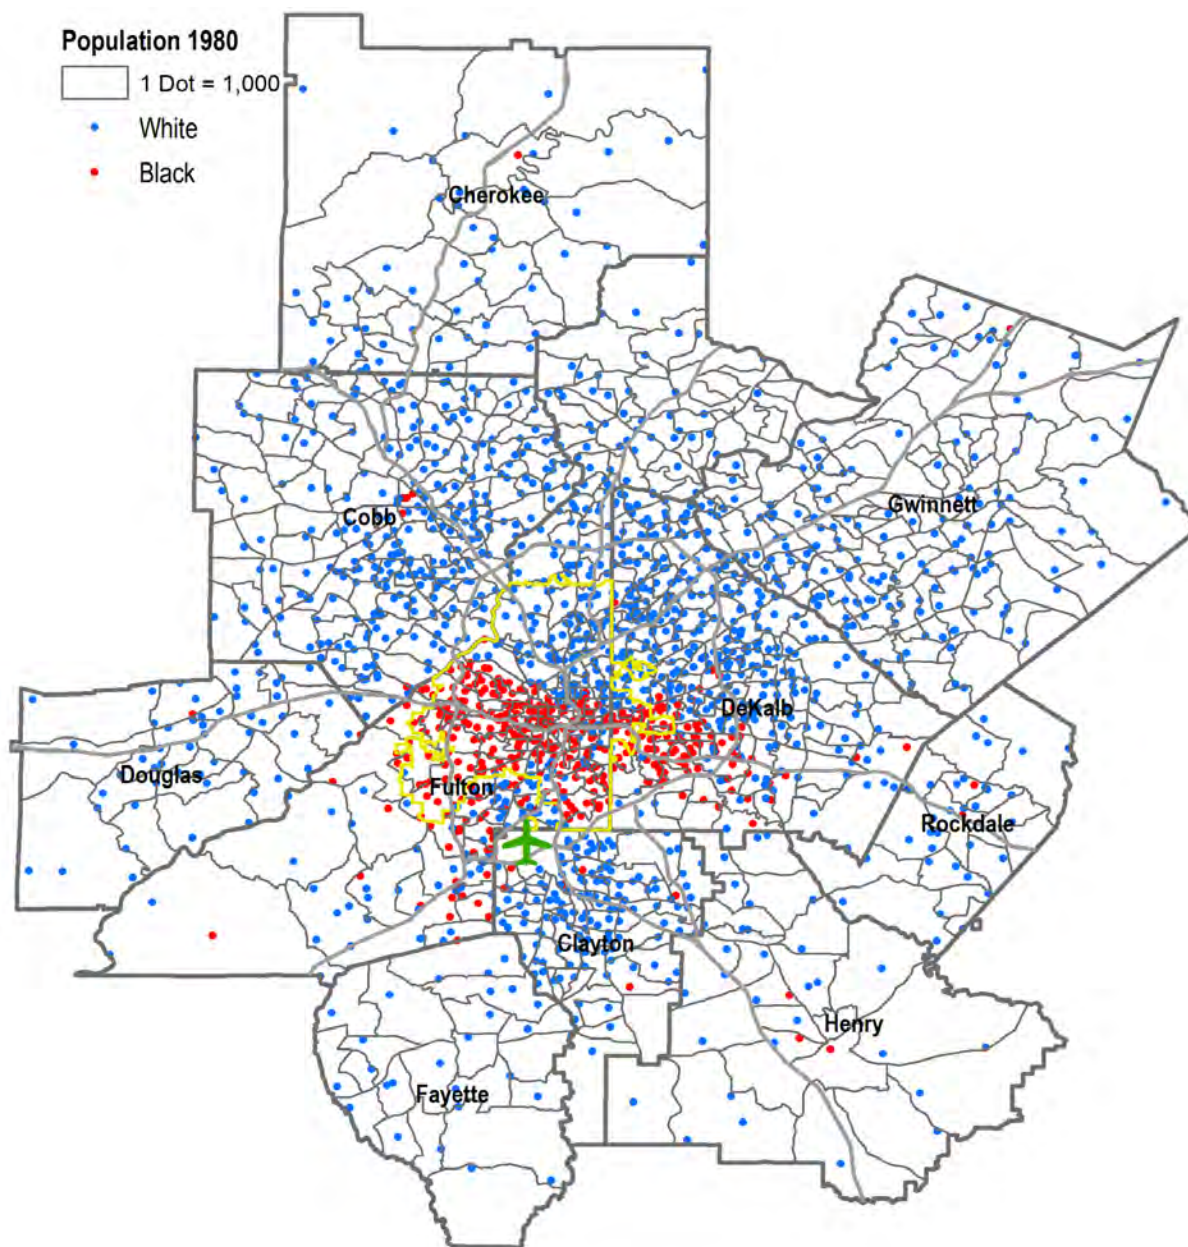 Population 1980
1 Dot = 1,000
White
Black
Cherokee
Gwinnett
Cobb
DeKalb
Douglas
Fulton
Rockdale
Clayton
Henry
Fayette